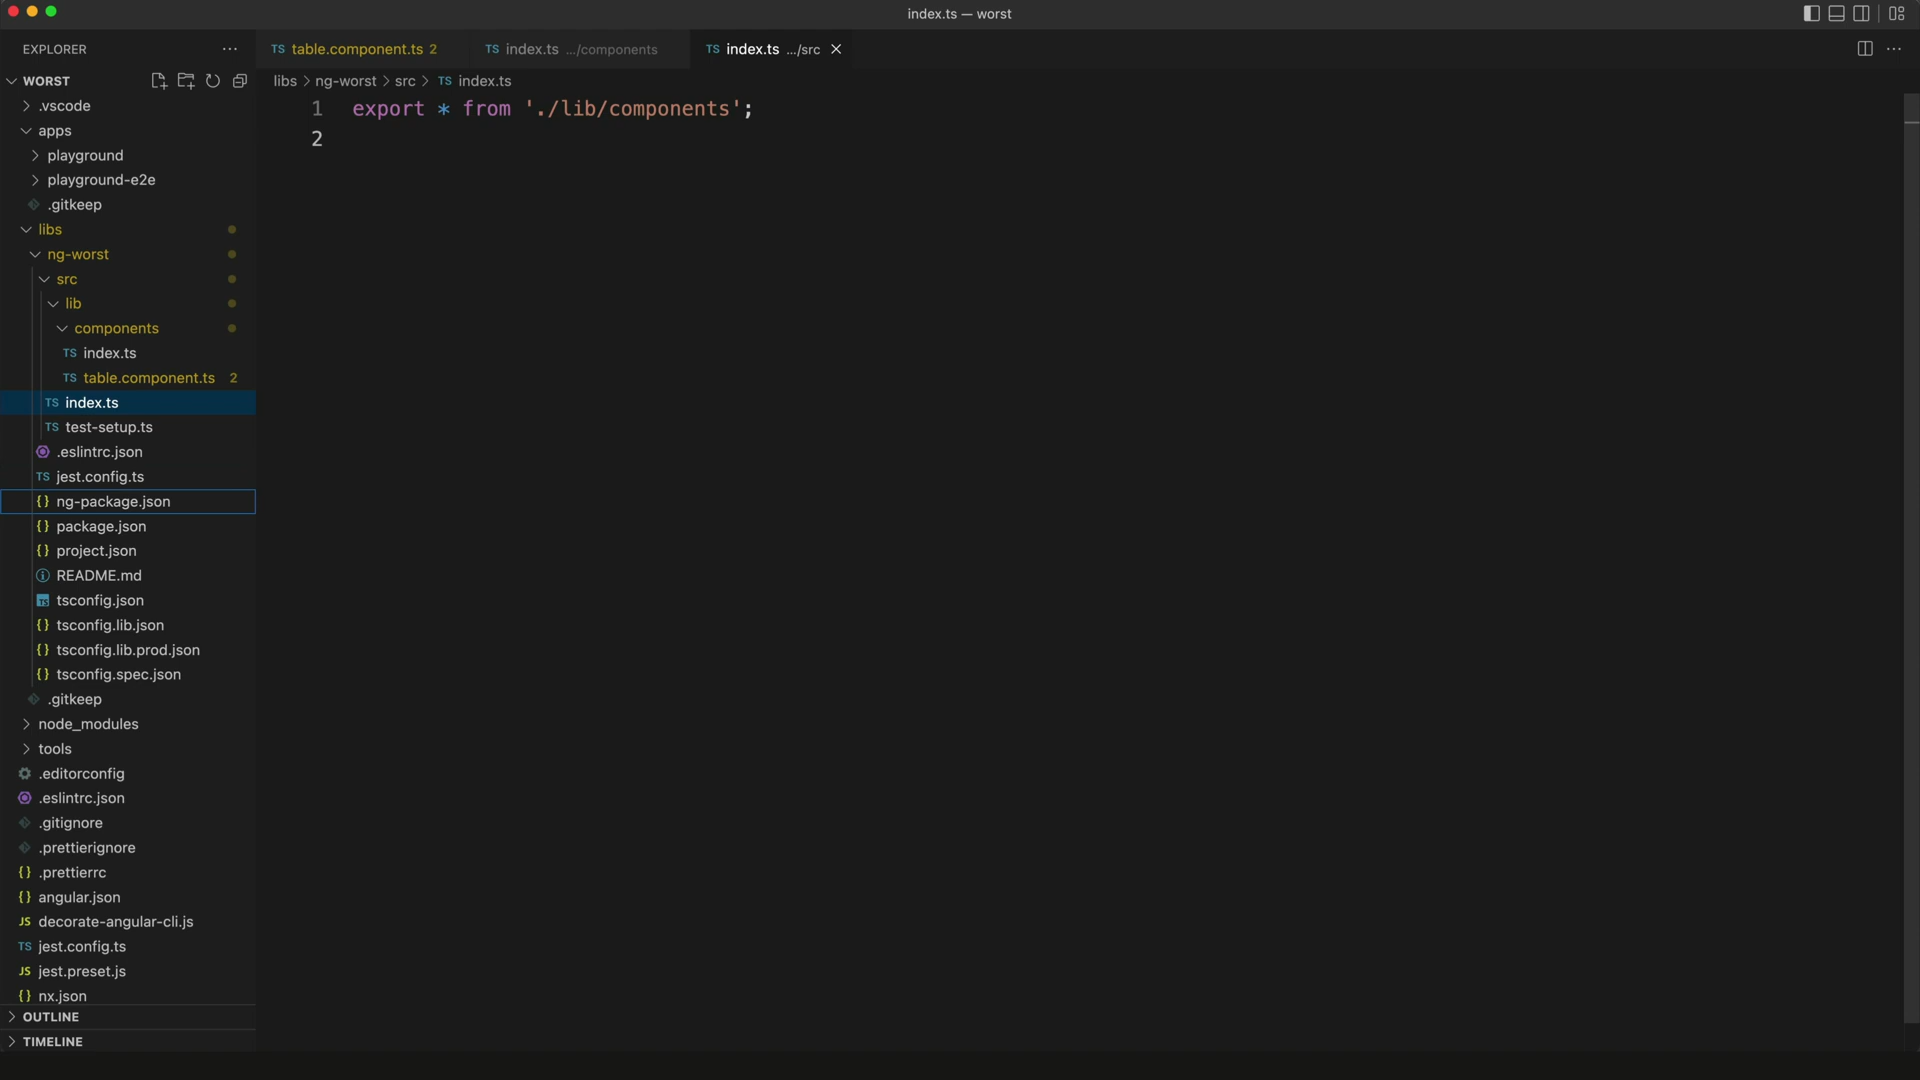 index.ts — worst
EXPLORER
WORST
.vscode
apps
playground
playground-e2e
.gitkeep
libs
ng-worst
src
lib
components
TS index.ts
TS table.component.ts 2
TS index.ts
TS test-setup.ts
.eslintrc.json
TS jest.config.ts
{} ng-package.json
{} package.json
{} project.json
README.md
TS tsconfig.json
{} tsconfig.lib.json
{} tsconfig.lib.prod.json
{} tsconfig.spec.json
.gitkeep
node_modules
tools
.editorconfig
.eslintrc.json
.gitignore
.prettierignore
{} .prettierrc
{} angular.json
JS decorate-angular-cli.js
TS jest.config.ts
JS jest.preset.js
{} nx.json
OUTLINE
TIMELINE
TS table.component.ts 2
TS index.ts .../components
TS index.ts .../src
libs > ng-worst > src > TS index.ts
1 export * from './lib/components';
2